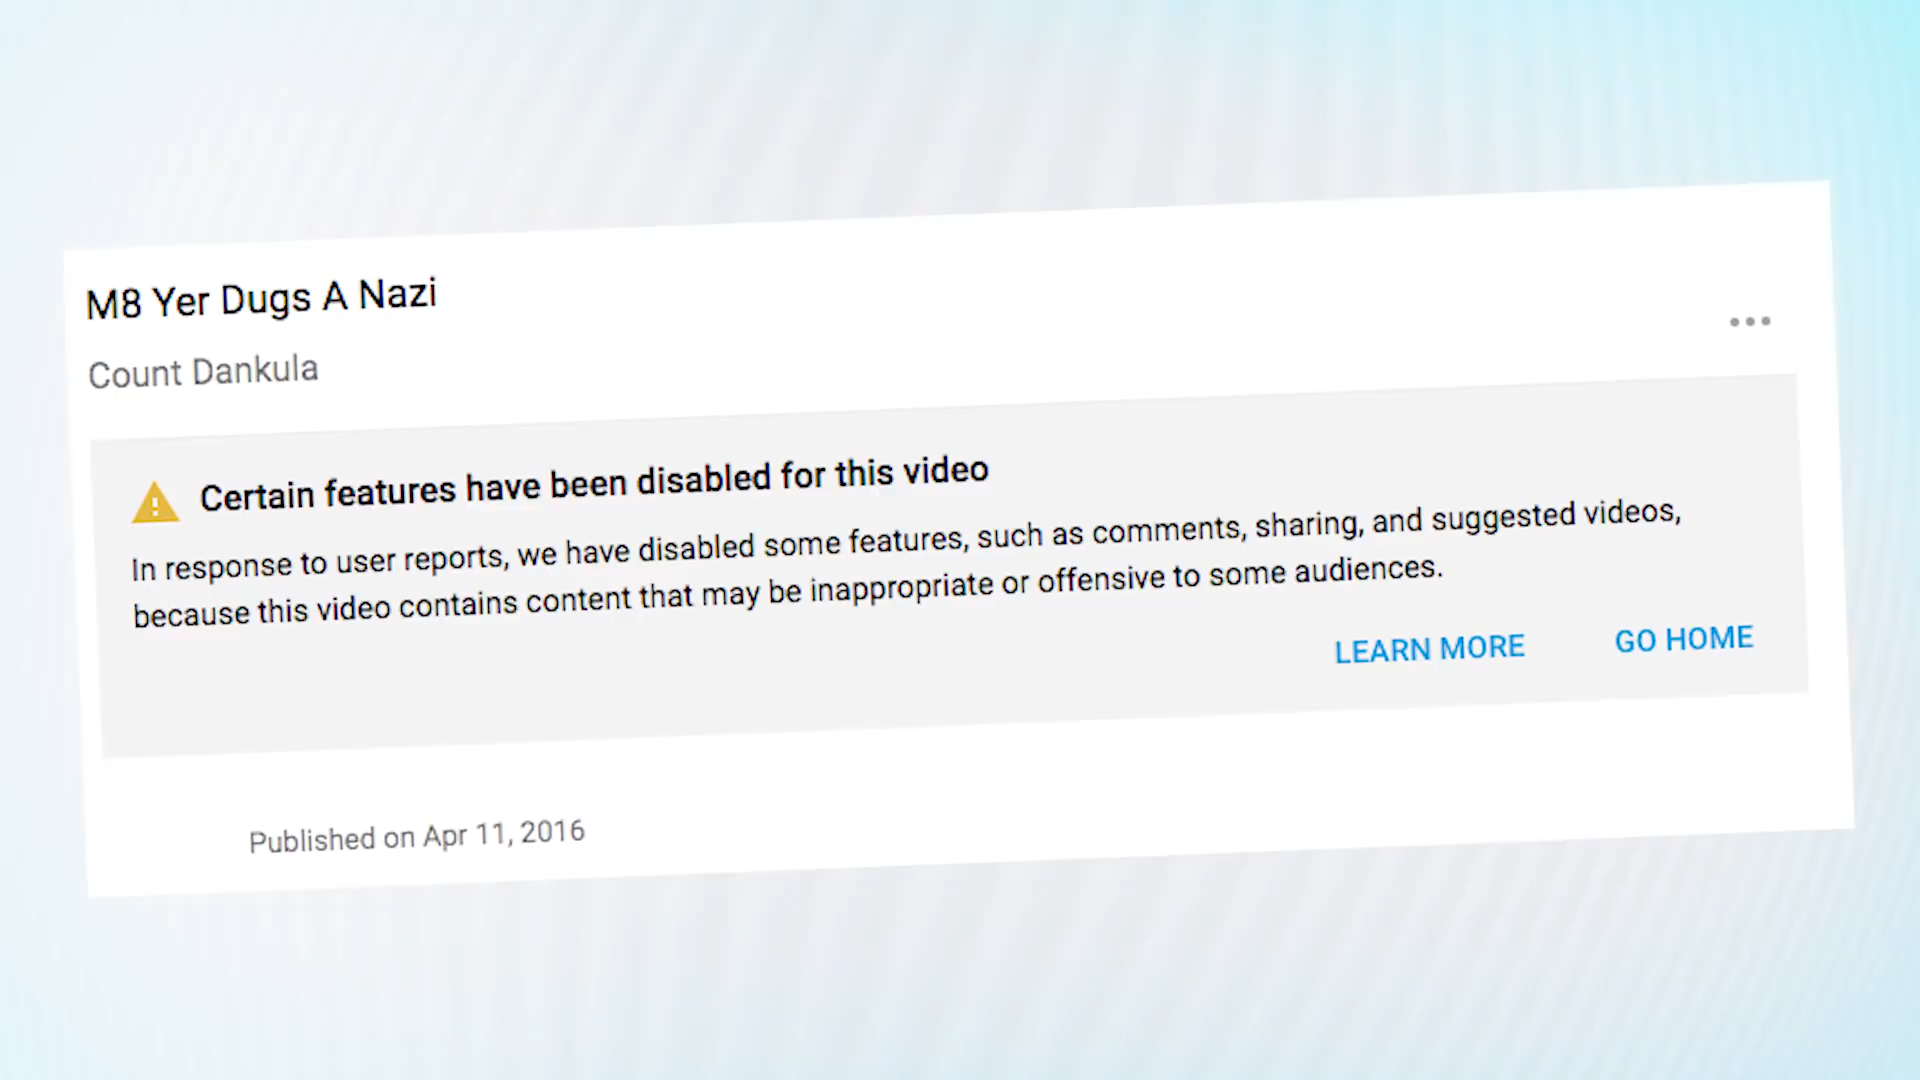 M8 Yer Dugs A Nazi
Count Dankula
Certain features have been disabled for this video
In response to user reports, we have disabled some features, such as comments, sharing, and suggested videos,
because this video contains content that may be inappropriate or offensive to some audiences.
LEARN MORE GO HOME
Published on Apr 11, 2016